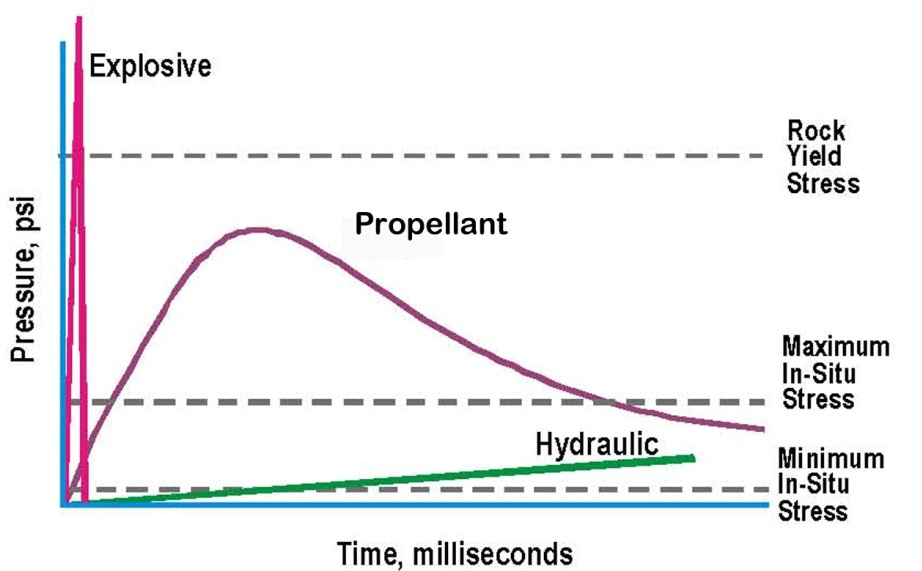 Explosive
Rock
Yield
Stress
Propellant
Pressure, psi
Maximum
In-Situ
Stress
Hydraulic
Minimum
In-Situ
Stress
Time, milliseconds